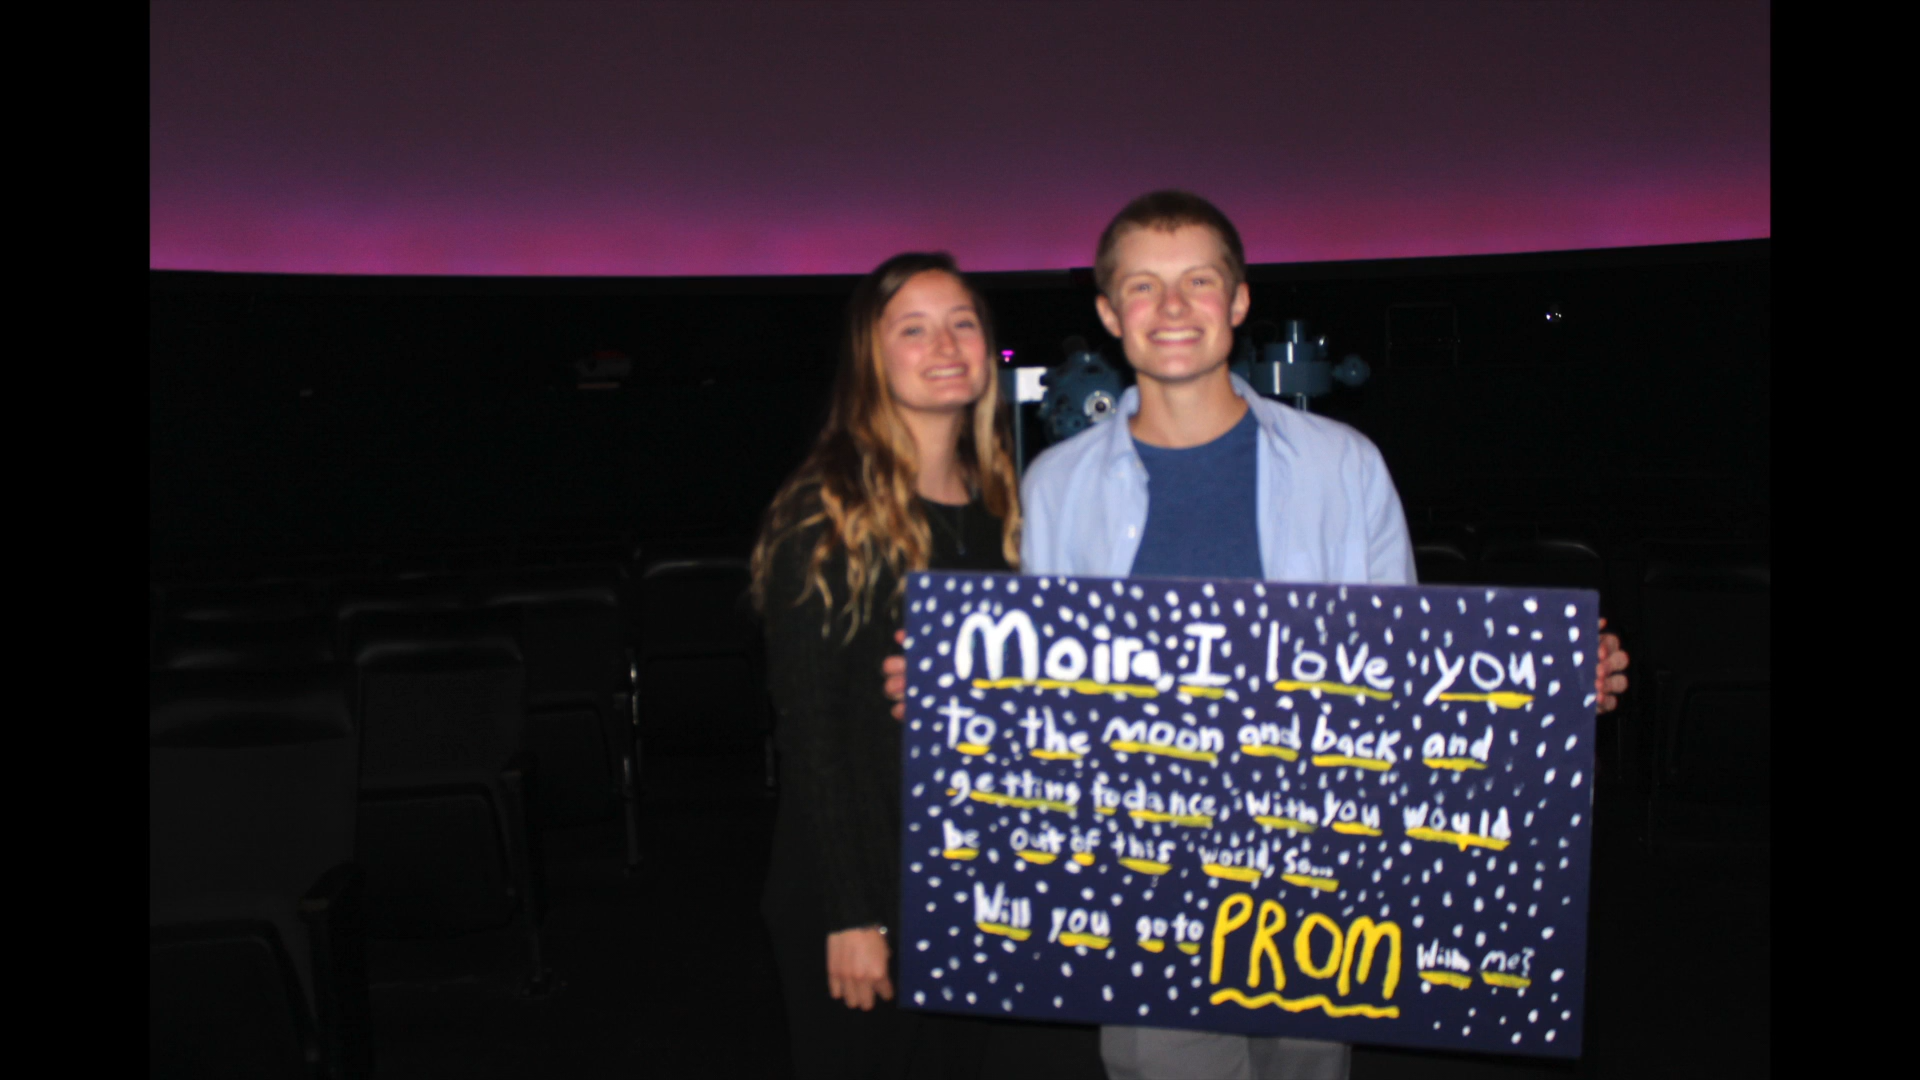 Moira, I love you
to the moon and back, and
getting to dance, with you would
be out of this world, so...
Will you go to PROM with me?